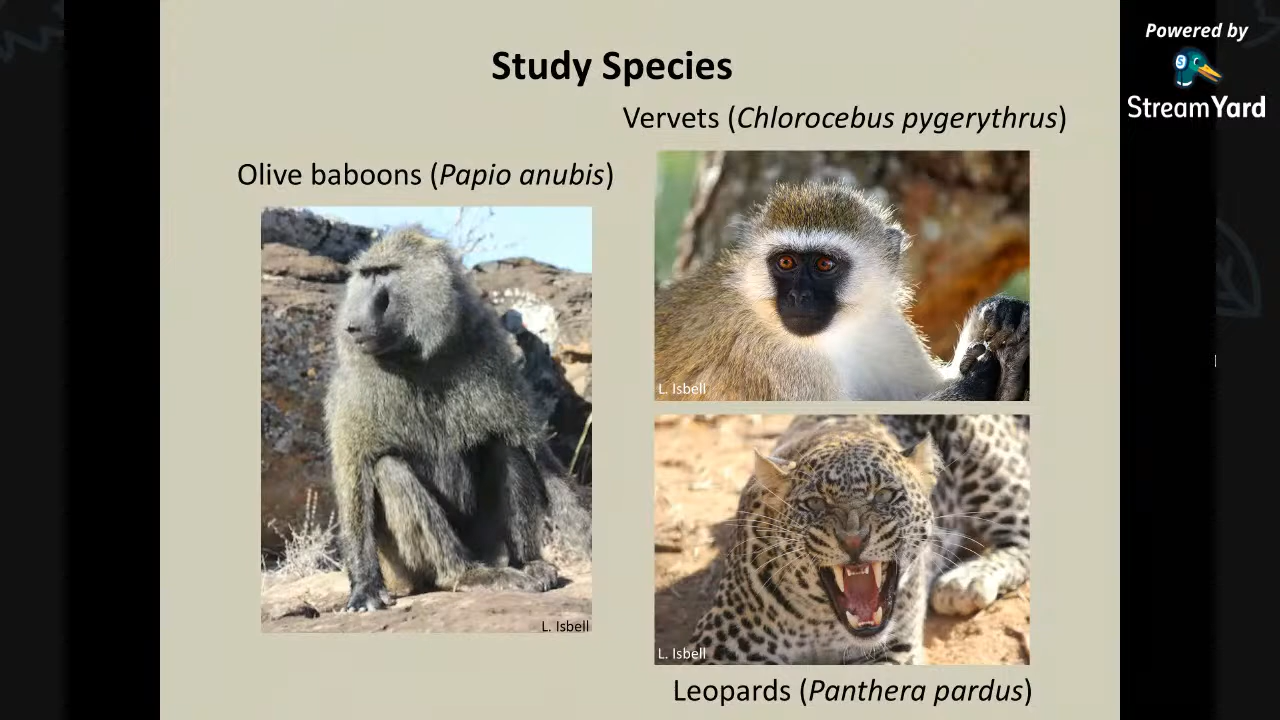 Study Species
Vervets (Chlorocebus pygerythrus)
Olive baboons (Papio anubis)
L. Isbell
L. Isbell
L. Isbell
Leopards (Panthera pardus)
Powered by
StreamYard